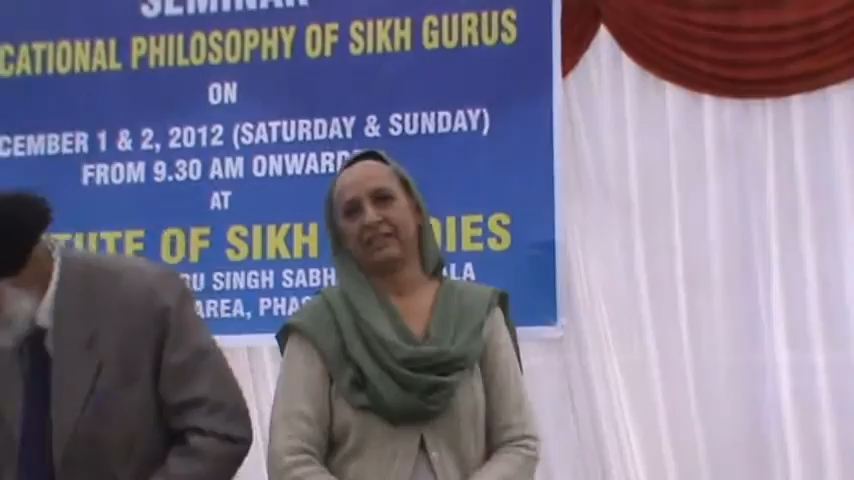 SEMINAR
CATIONAL PHILOSOPHY OF SIKH GURUS
ON
CEMBER 1 & 2, 2012 (SATURDAY & SUNDAY)
FROM 9.30 AM ONWARD
AT
TUTE OF SIKH DIES
RU SINGH SABH LA
AREA, PHAS